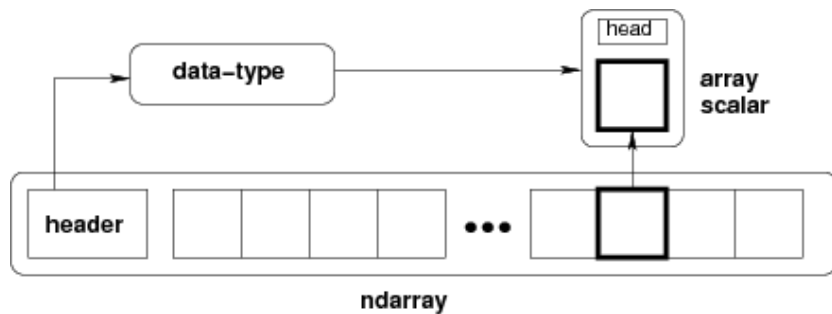 head
data-type
array
scalar
header
•••
ndarray